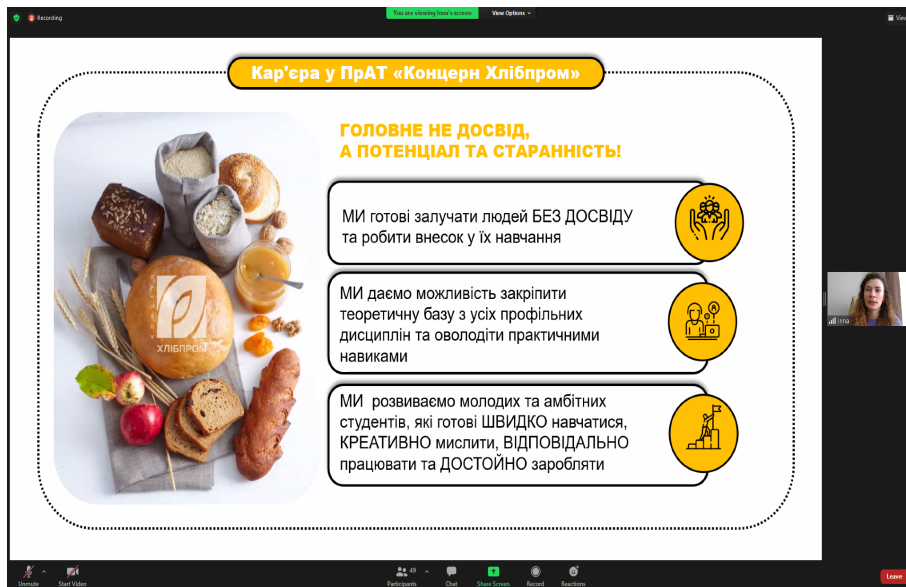 Recording
You are viewing Inna's screen
View Options
View
Кар'єра у ПрАТ «Концерн Хлібпром»
ГОЛОВНЕ НЕ ДОСВІД,
А ПОТЕНЦІАЛ ТА СТАРАННІСТЬ!
МИ готові залучати людей БЕЗ ДОСВІДУ
та робити внесок у їх навчання
МИ даємо можливість закріпити
теоретичну базу з усіх профільних
дисциплін та оволодіти практичними
навиками
МИ розвиваємо молодих та амбітних
студентів, які готові ШВИДКО навчатися,
КРЕАТИВНО мислити, ВІДПОВІДАЛЬНО
працювати та ДОСТОЙНО заробляти
ХЛІБПРОМ
Inna
Unmute
Start Video
49
Participants
Chat
Share Screen
Record
Reactions
Leave